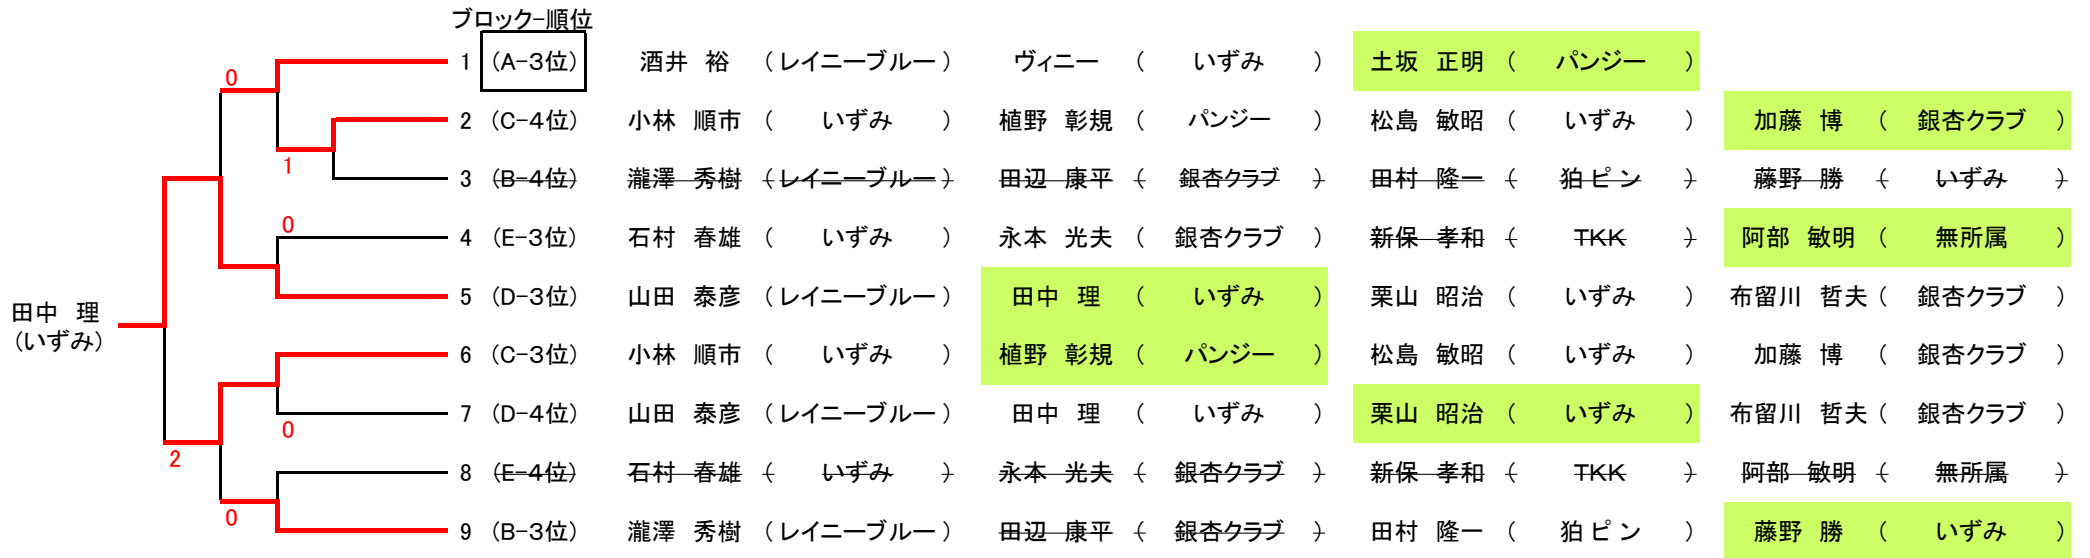 ブロック-順位
1 (A-3位) 酒井 裕 (レイニーブルー) ヴィニー ( いずみ ) 土坂 正明 ( パンジー )
0
2 (C-4位) 小林 順市 ( いずみ ) 植野 彰規 ( パンジー ) 松島 敏昭 ( いずみ ) 加藤 博 ( 銀杏クラブ )
1
3 (B-4位) 瀧澤 秀樹 (レイニーブルー) 田辺 康平 ( 銀杏クラブ ) 田村 隆一 ( 狛ピン ) 藤野 勝 ( いずみ )
0
4 (E-3位) 石村 春雄 ( いずみ ) 永本 光夫 ( 銀杏クラブ ) 新保 孝和 ( TKK ) 阿部 敏明 ( 無所属 )
5 (D-3位) 山田 泰彦 (レイニーブルー) 田中 理 ( いずみ ) 栗山 昭治 ( いずみ ) 布留川 哲夫 ( 銀杏クラブ )
田中 理
(いずみ)
6 (C-3位) 小林 順市 ( いずみ ) 植野 彰規 ( パンジー ) 松島 敏昭 ( いずみ ) 加藤 博 ( 銀杏クラブ )
7 (D-4位) 山田 泰彦 (レイニーブルー) 田中 理 ( いずみ ) 栗山 昭治 ( いずみ ) 布留川 哲夫 ( 銀杏クラブ )
0
2
8 (E-4位) 石村 春雄 ( いずみ ) 永本 光夫 ( 銀杏クラブ ) 新保 孝和 ( TKK ) 阿部 敏明 ( 無所属 )
0
9 (B-3位) 瀧澤 秀樹 (レイニーブルー) 田辺 康平 ( 銀杏クラブ ) 田村 隆一 ( 狛ピン ) 藤野 勝 ( いずみ )